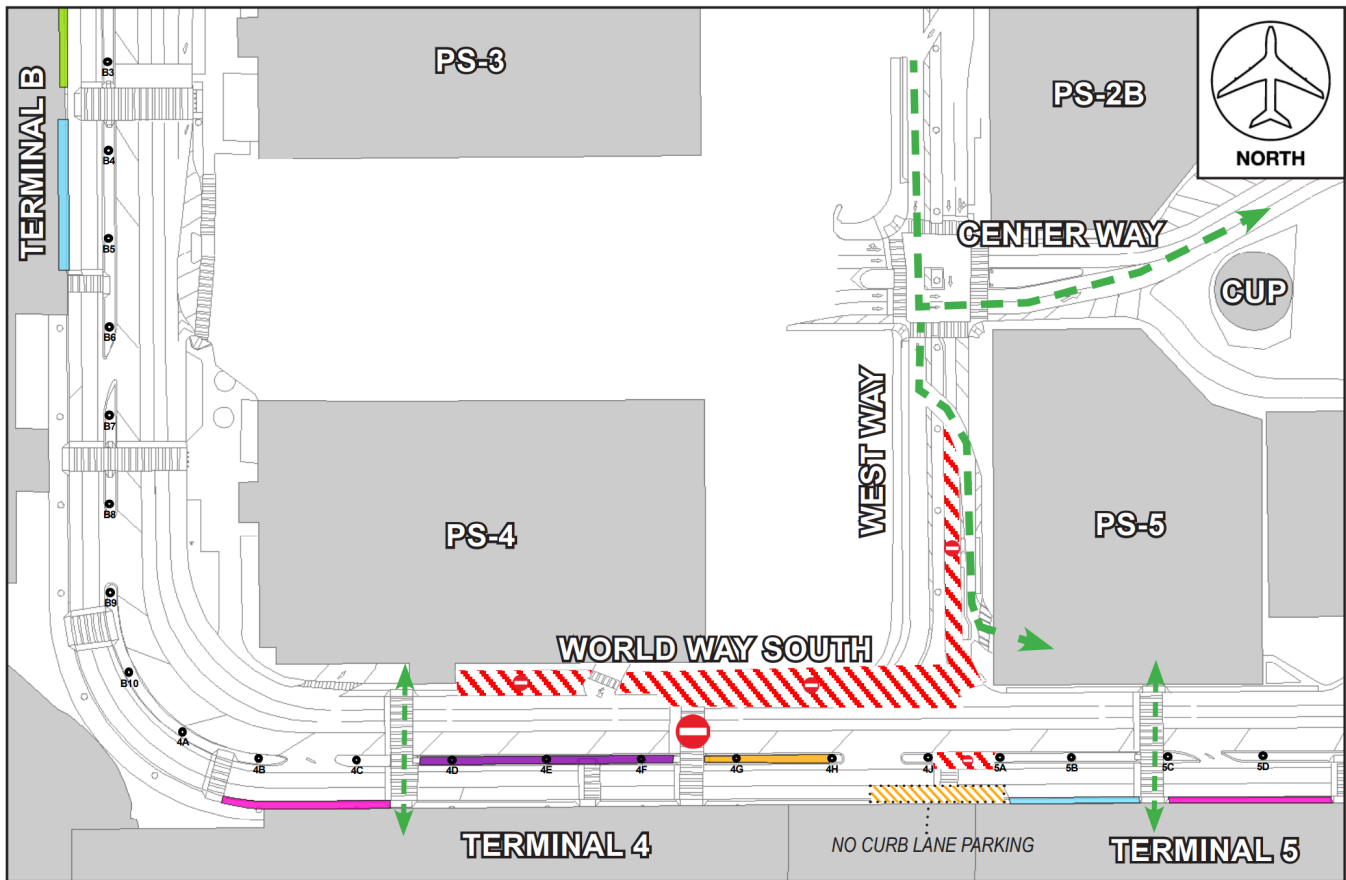 PS-3
PS-2B
NORTH
TERMINAL B
B3
B4
B5
B6
B7
B8
B9
B10
CENTER WAY
CUP
WEST WAY
PS-4
PS-5
WORLD WAY SOUTH
4A
4B
4C
4D
4E
4F
4G
4H
4J
5A
5B
5C
5D
TERMINAL 4
NO CURB LANE PARKING
TERMINAL 5